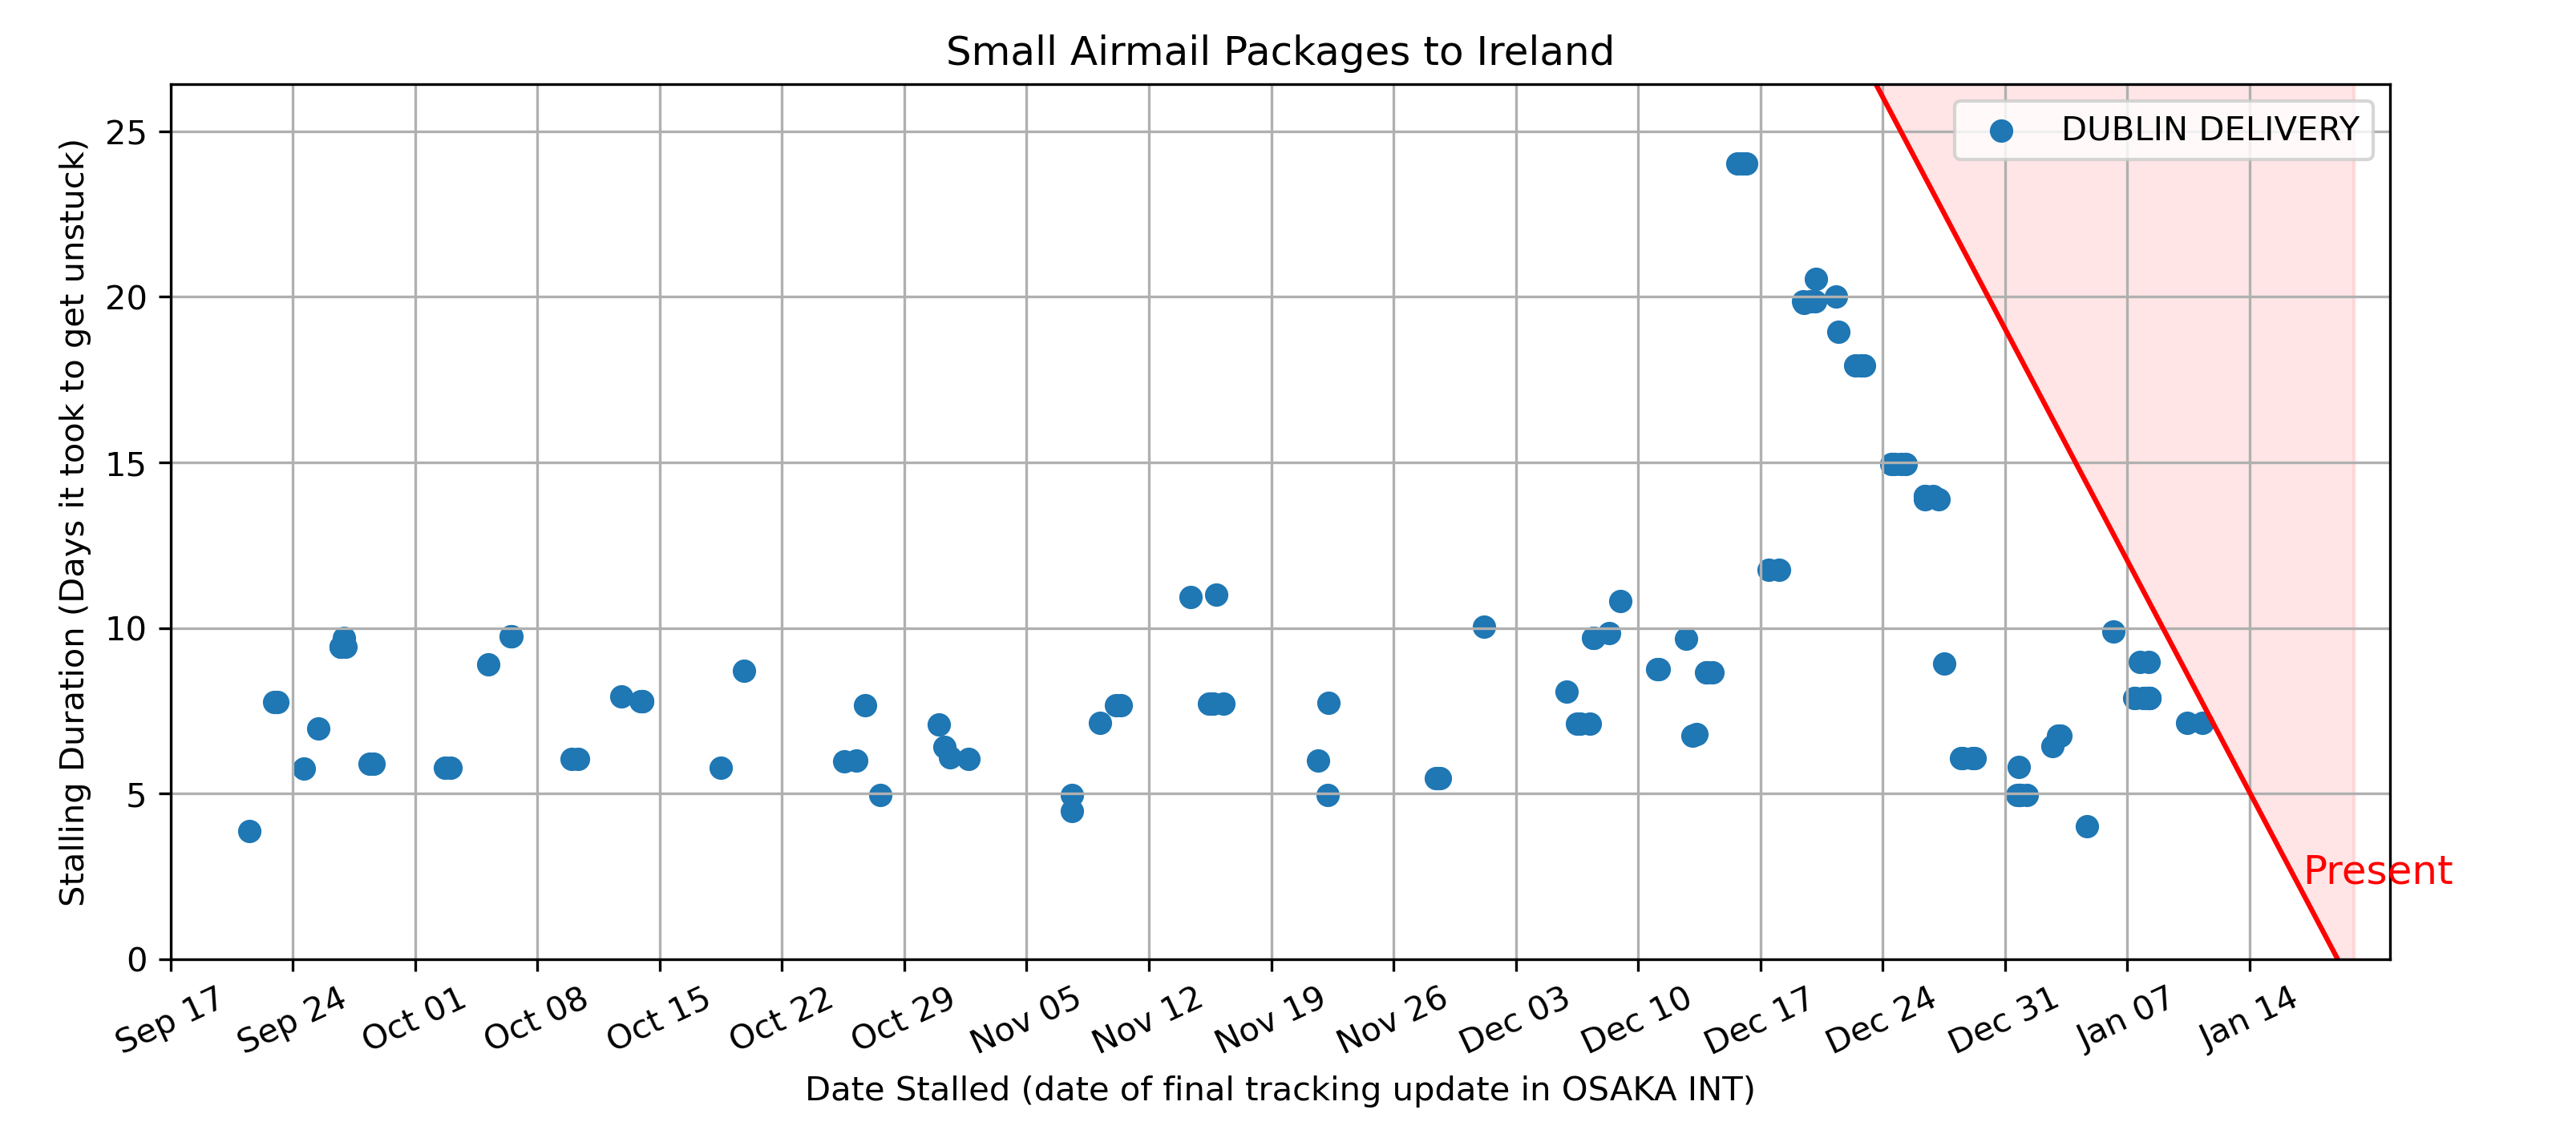 Small Airmail Packages to Ireland
DUBLIN DELIVERY
Stalling Duration (Days it took to get unstuck)
25
20
15
10
5
0
Present
Sep 17
Sep 24
Oct 01
Oct 08
Oct 15
Oct 22
Oct 29
Nov 05
Nov 12
Nov 19
Nov 26
Dec 03
Dec 10
Dec 17
Dec 24
Dec 31
Jan 07
Jan 14
Date Stalled (date of final tracking update in OSAKA INT)